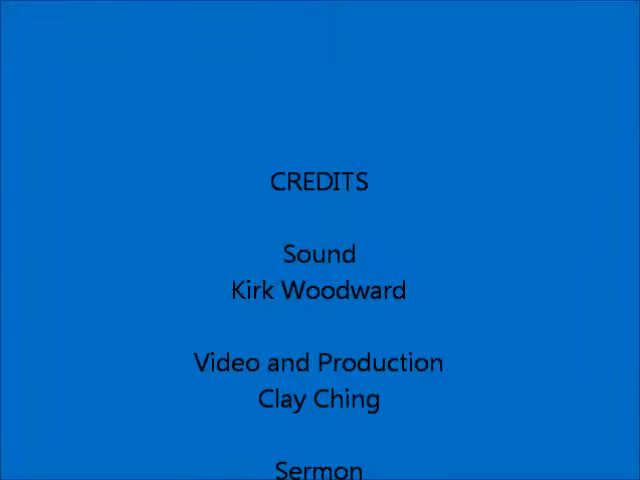 CREDITS
Sound
Kirk Woodward
Video and Production
Clay Ching
Sermon